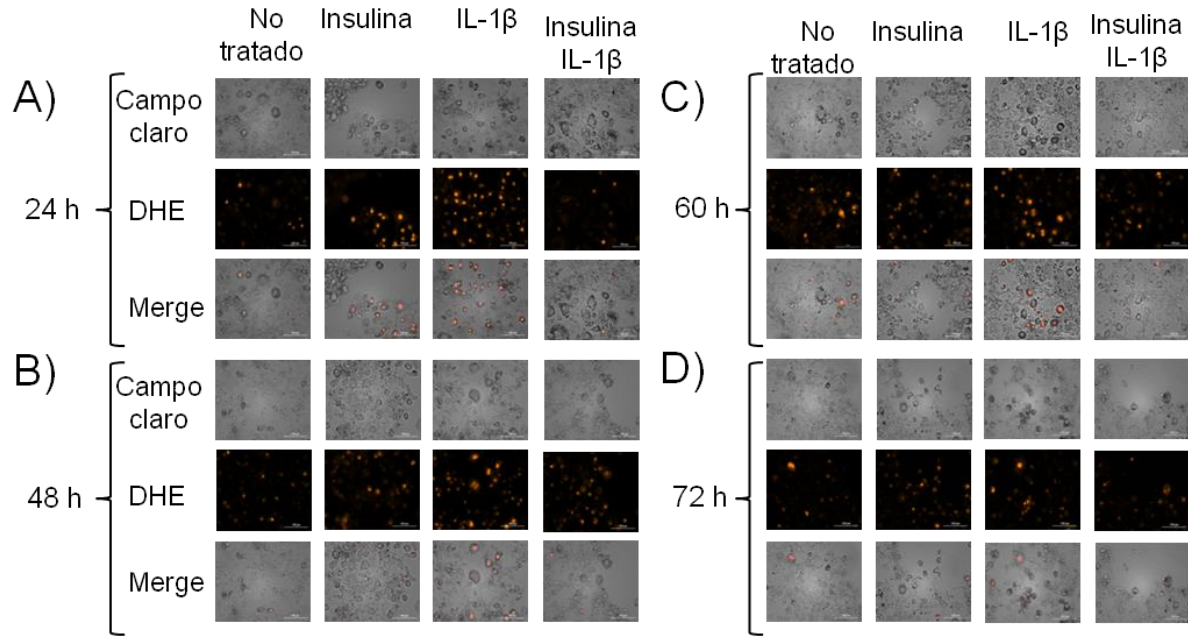 No
tratado
Insulina
IL-1β
Insulina
IL-1β
A)
24 h
Campo
claro
DHE
Merge
B)
48 h
Campo
claro
DHE
Merge
No
tratado
Insulina
IL-1β
Insulina
IL-1β
C)
60 h
D)
72 h